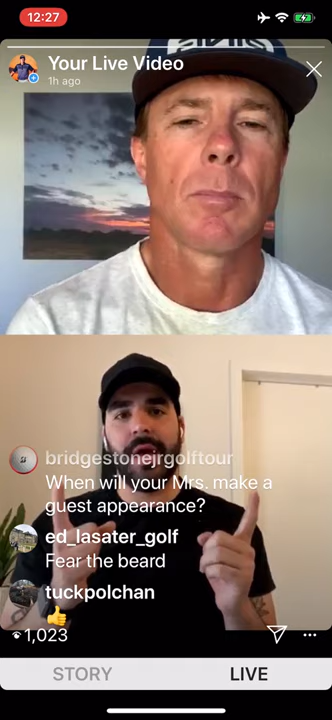 12:27
Your Live Video
1h ago
bridgestonejrgolftour
When will your Mrs. make a
guest appearance?
ed_lasater_golf
Fear the beard
tuckpolchan
👍
1,023
STORY
LIVE